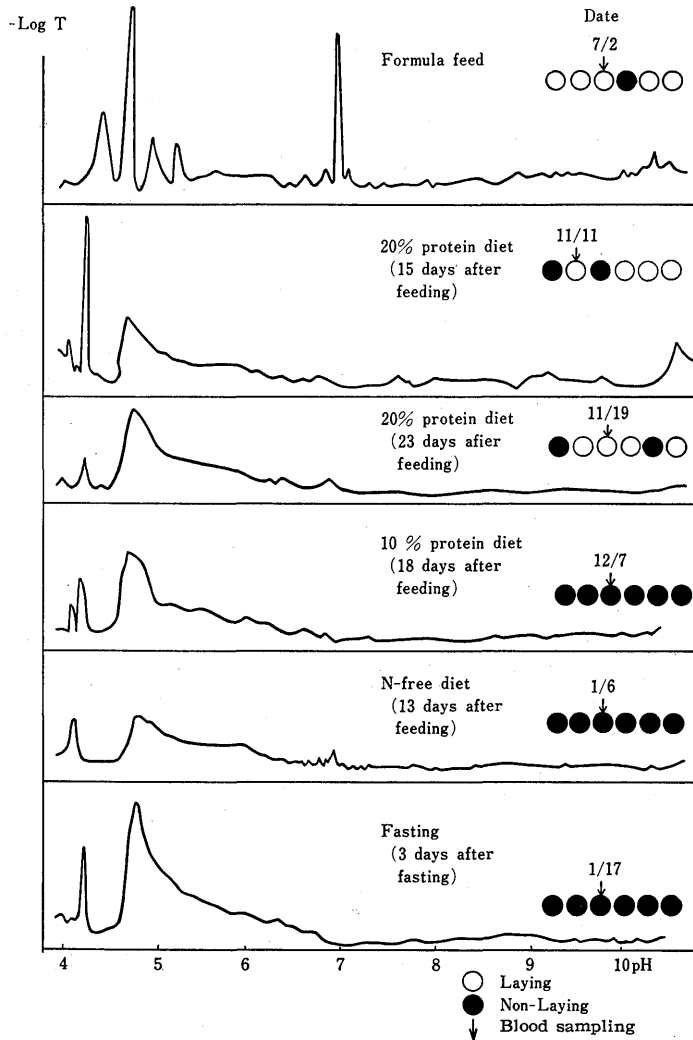 -Log T
Date
7/2
Formula feed
11/11
20% protein diet
(15 days after
feeding)
11/19
20% protein diet
(23 days afier
feeding)
12/7
10 % protein diet
(18 days after
feeding)
1/6
N-free diet
(13 days after
feeding)
1/17
Fasting
(3 days after
fasting)
4 5. 6 7 8 9 10pH
Laying
Non-Laying
Blood sampling